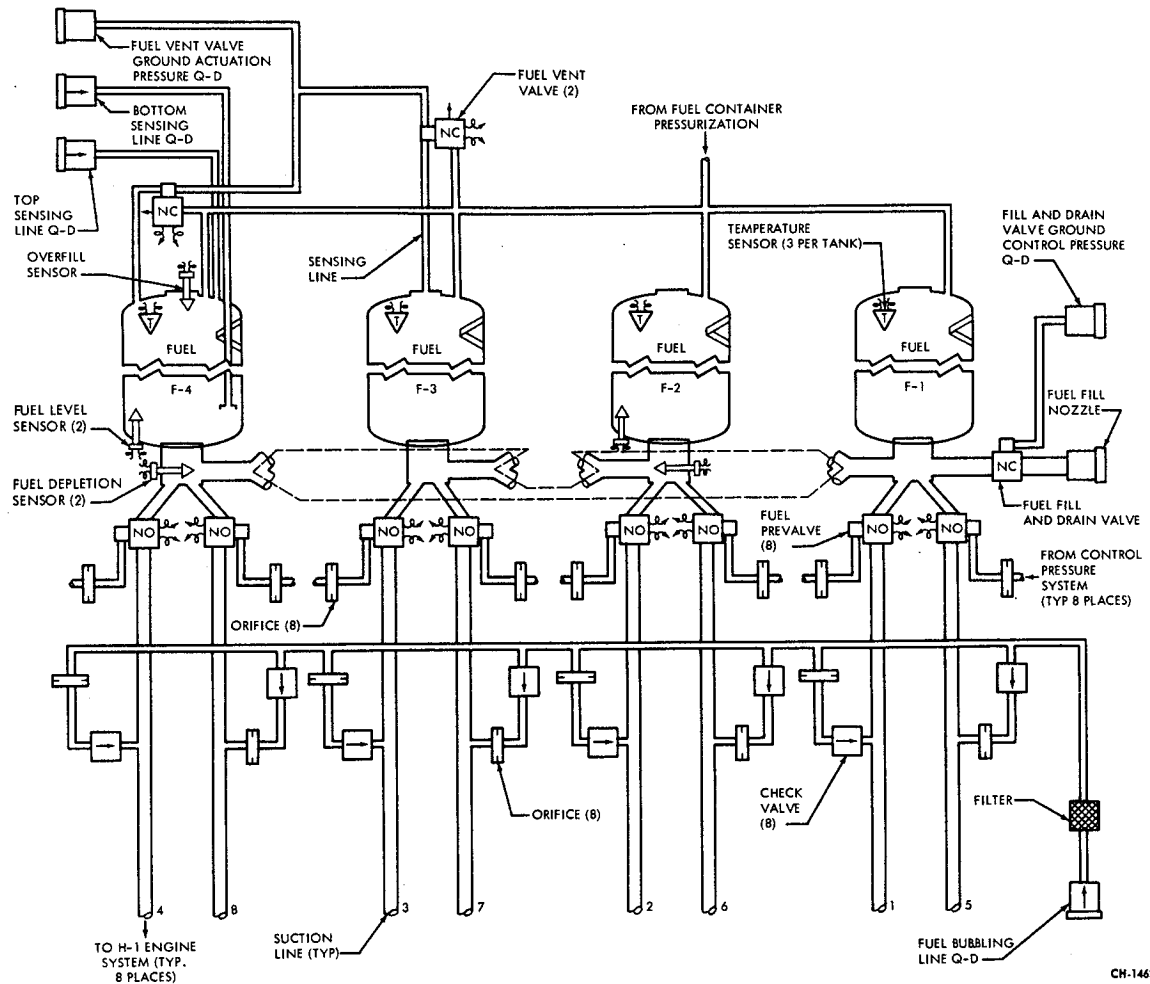 FUEL VENT VALVE
GROUND ACTUATION
PRESSURE Q-D
BOTTOM
SENSING
LINE Q-D
TOP
SENSING
LINE Q-D
OVERFILL
SENSOR
FUEL VENT
VALVE (2)
NC
NC
SENSING
LINE
FROM FUEL CONTAINER
PRESSURIZATION
TEMPERATURE
SENSOR (3 PER TANK)
FILL AND DRAIN
VALVE GROUND
CONTROL PRESSURE
Q-D
T
T
T
T
FUEL
FUEL
FUEL
FUEL
F-4
F-3
F-2
F-1
FUEL LEVEL
SENSOR (2)
FUEL DEPLETION
SENSOR (2)
FUEL FILL
NOZZLE
NC
FUEL FILL
AND DRAIN VALVE
FUEL
PREVALVE
(8)
NO
NO
NO
NO
NO
NO
NO
NO
FROM CONTROL
PRESSURE
SYSTEM
(TYP 8 PLACES)
ORIFICE (8)
ORIFICE (8)
CHECK
VALVE
(8)
FILTER
4
8
3
7
2
6
1
5
TO H-1 ENGINE
SYSTEM (TYP.
8 PLACES)
SUCTION
LINE (TYP)
FUEL BUBBLING
LINE Q-D